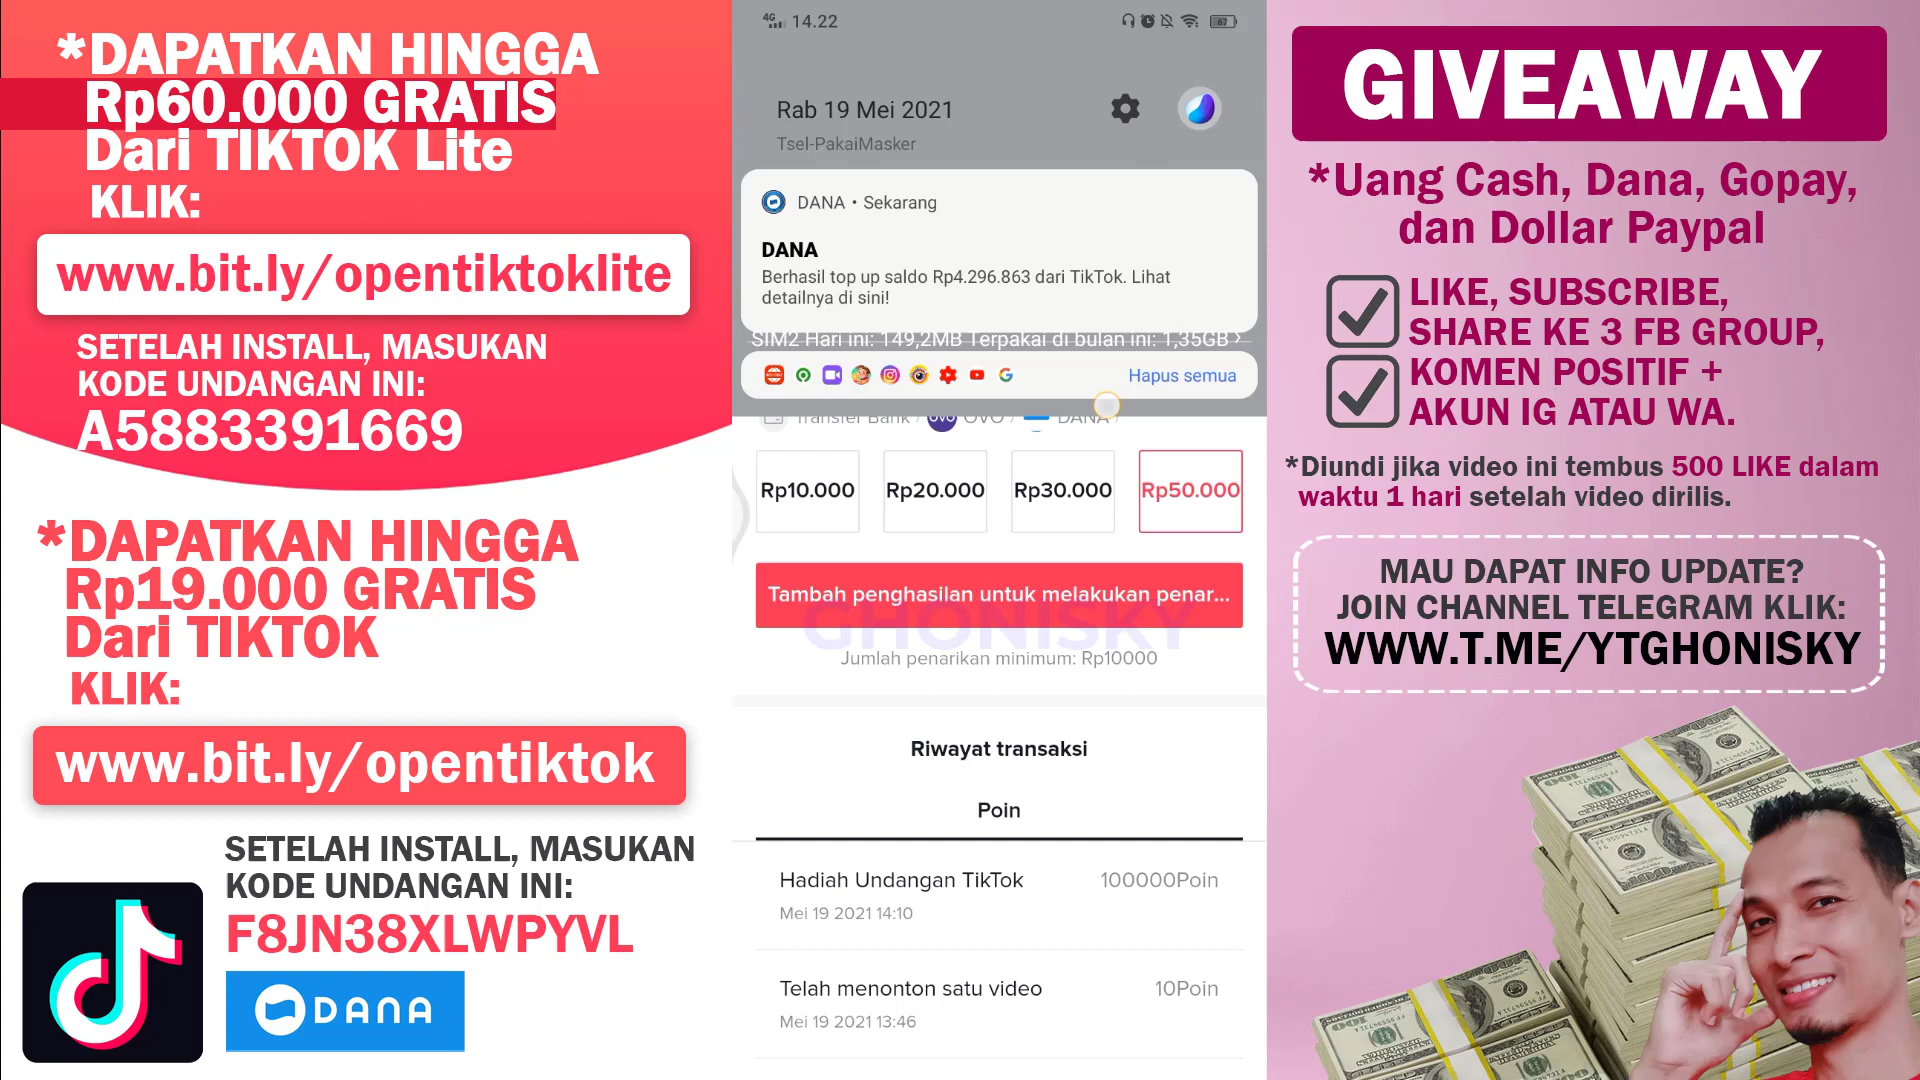 *DAPATKAN HINGGA
Rp60.000 GRATIS
Dari TIKTOK Lite
KLIK:
www.bit.ly/opentiktoklite
SETELAH INSTALL, MASUKAN
KODE UNDANGAN INI:
A5883391669
*DAPATKAN HINGGA
Rp19.000 GRATIS
Dari TIKTOK
KLIK:
www.bit.ly/opentiktok
SETELAH INSTALL, MASUKAN
KODE UNDANGAN INI:
F8JN38XLWPYVL
DANA
4G 14.22
67
Rab 19 Mei 2021
Tsel-PakaiMasker
DANA • Sekarang
DANA
Berhasil top up saldo Rp4.296.863 dari TikTok. Lihat
detailnya di sini!
SIM2 Hari ini: 149,2MB Terpakai di bulan ini: 1,35GB
Hapus semua
Transfer Bank / OVO / DANA /
Rp10.000 Rp20.000 Rp30.000 Rp50.000
Tambah penghasilan untuk melakukan penar...
GHONISKY
Jumlah penarikan minimum: Rp10000
Riwayat transaksi
Poin
Hadiah Undangan TikTok 100000Poin
Mei 19 2021 14:10
Telah menonton satu video 10Poin
Mei 19 2021 13:46
GIVEAWAY
*Uang Cash, Dana, Gopay,
dan Dollar Paypal
LIKE, SUBSCRIBE,
SHARE KE 3 FB GROUP,
KOMEN POSITIF +
AKUN IG ATAU WA.
*Diundi jika video ini tembus 500 LIKE dalam
waktu 1 hari setelah video dirilis.
MAU DAPAT INFO UPDATE?
JOIN CHANNEL TELEGRAM KLIK:
WWW.T.ME/YTGHONISKY